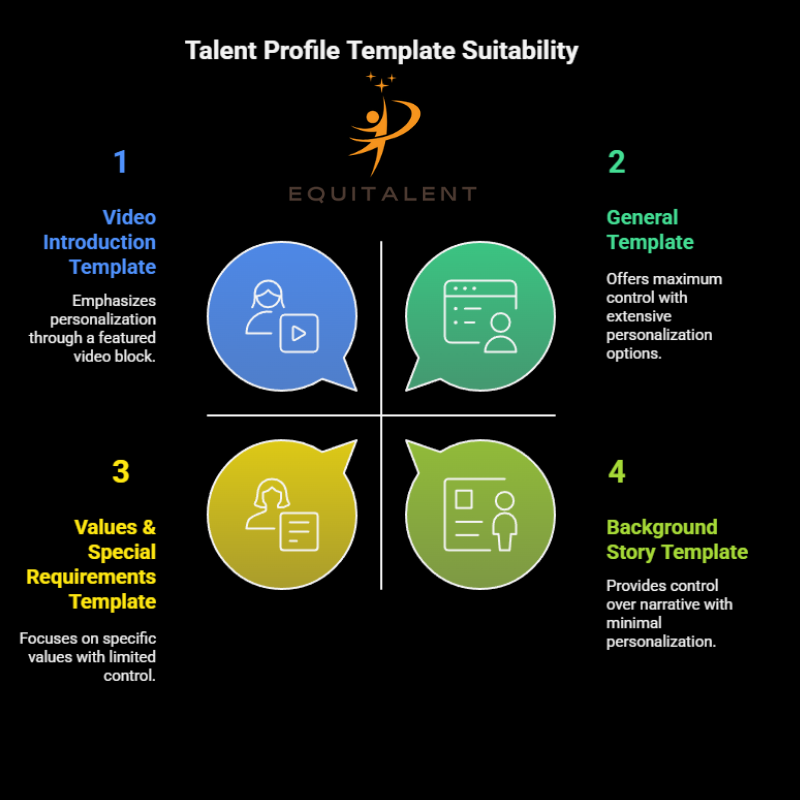 Talent Profile Template Suitability
EQUITALENT
1
Video
Introduction
Template
Emphasizes
personalization
through a featured
video block.
2
General
Template
Offers maximum
control with
extensive
personalization
options.
3
Values &
Special
Requirements
Template
Focuses on specific
values with limited
control.
4
Background
Story Template
Provides control
over narrative with
minimal
personalization.